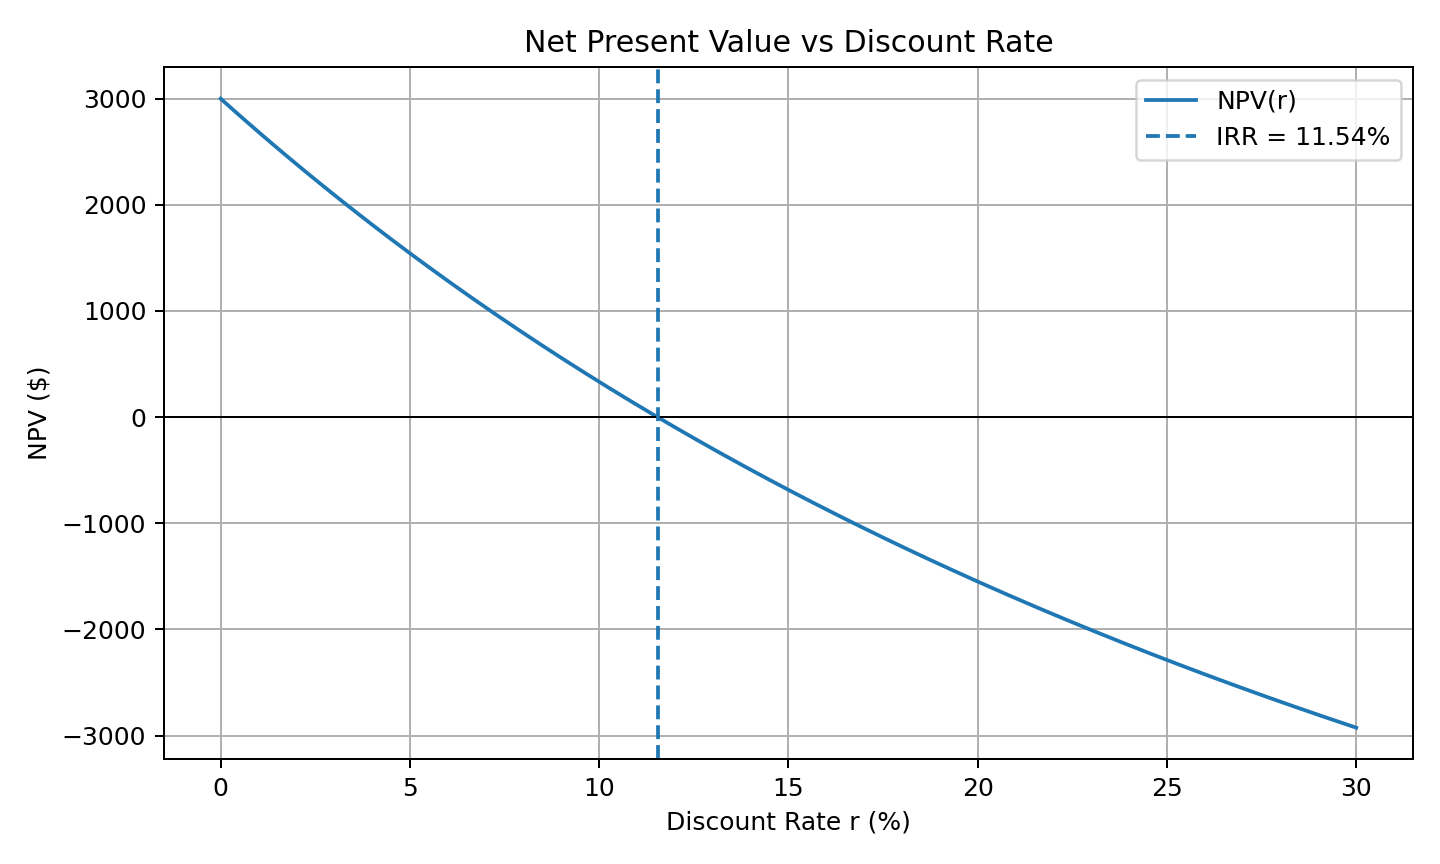 Net Present Value vs Discount Rate
NPV(r)
IRR = 11.54%
NPV ($)
3000
2000
1000
0
−1000
−2000
−3000
0 5 10 15 20 25 30
Discount Rate r (%)